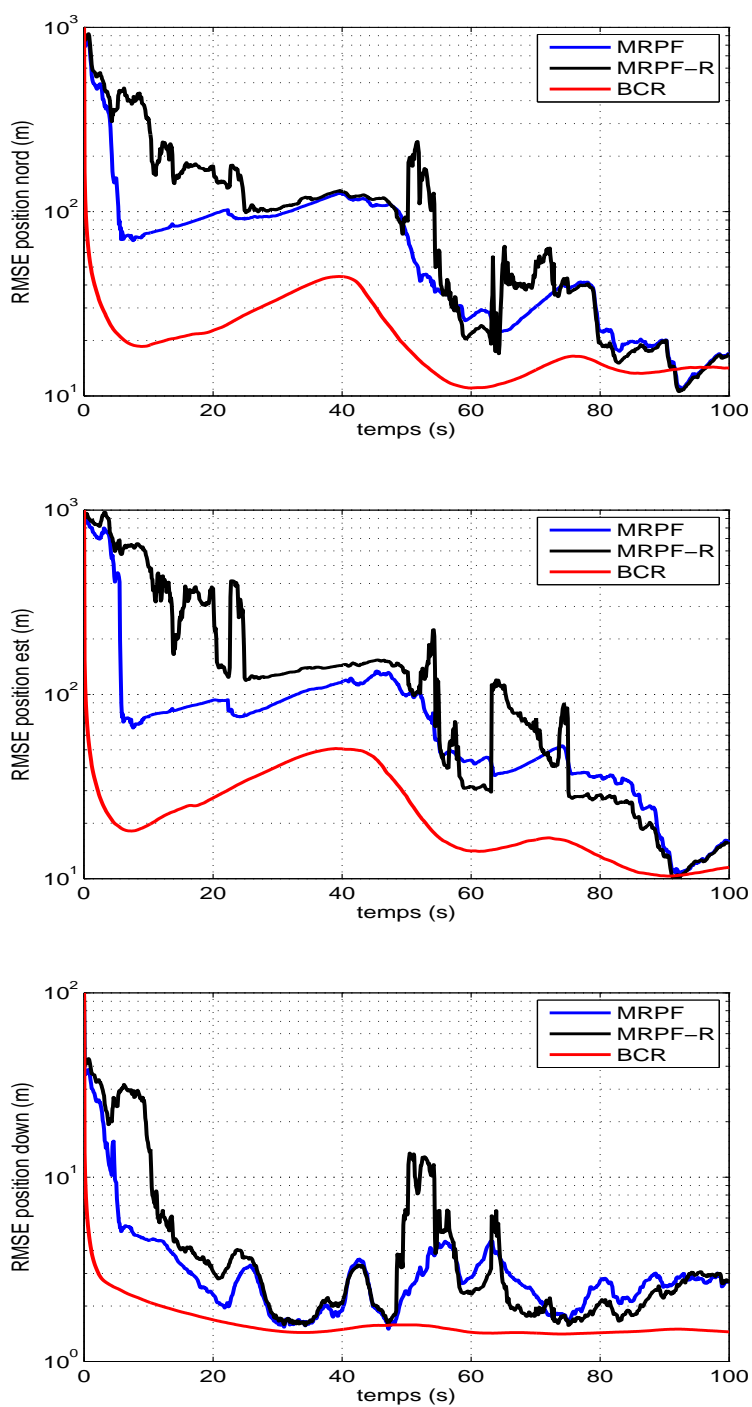 10^3
10^2
10^1
RMSE position nord (m)
MRPF
MRPF-R
BCR
0 20 40 60 80 100
temps (s)
10^3
10^2
10^1
RMSE position est (m)
MRPF
MRPF-R
BCR
0 20 40 60 80 100
temps (s)
10^2
10^1
10^0
RMSE position down (m)
MRPF
MRPF-R
BCR
0 20 40 60 80 100
temps (s)